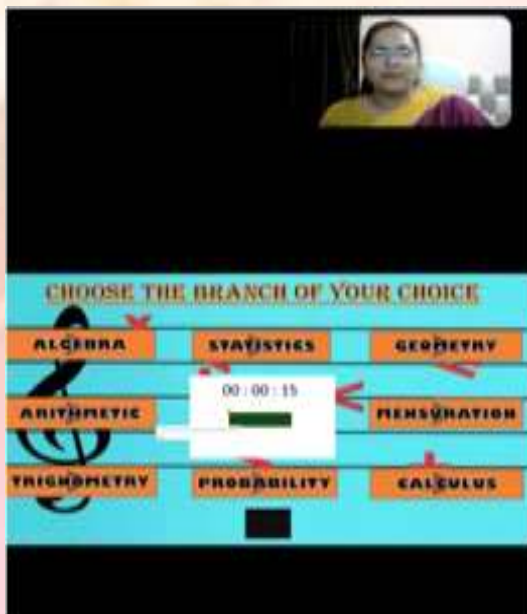 CHOOSE THE BRANCH OF YOUR CHOICE
ALGEBRA STATISTICS GEOMETRY
00:00:15
ARITHMETIC MENSURATION
TRIGNOMETRY PROBABILITY CALCULUS